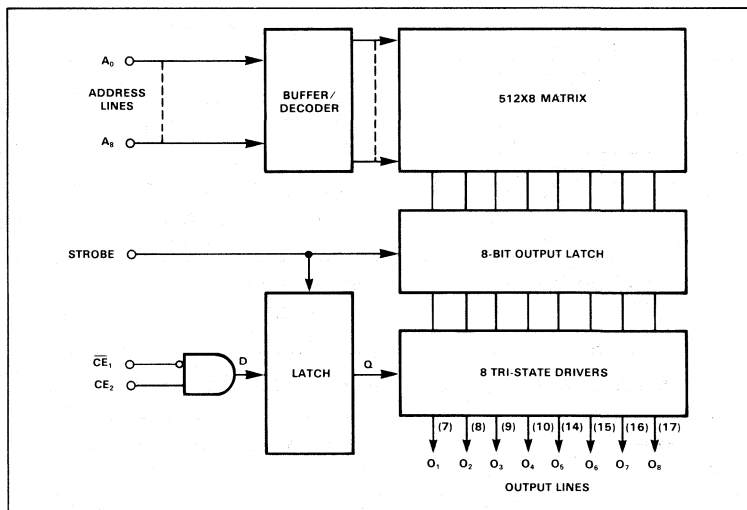 A0
ADDRESS
LINES
A8
BUFFER/
DECODER
512X8 MATRIX
STROBE
8-BIT OUTPUT LATCH
CE1
CE2
D
LATCH
Q
8 TRI-STATE DRIVERS
(7) (8) (9) (10) (14) (15) (16) (17)
O1 O2 O3 O4 O5 O6 O7 O8
OUTPUT LINES